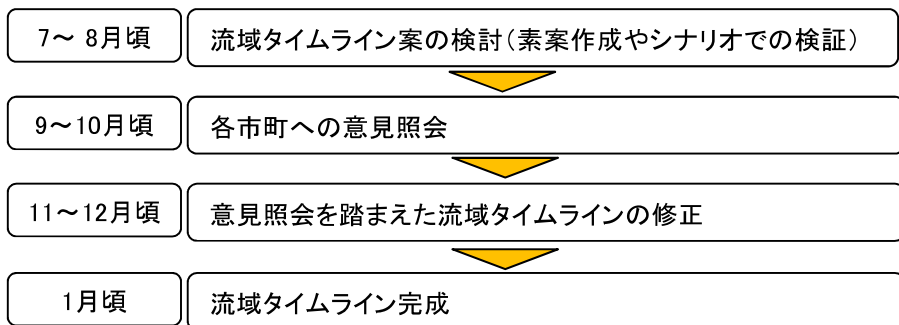 7～ 8月頃
流域タイムライン案の検討（素案作成やシナリオでの検証）
9～10月頃
各市町への意見照会
11～12月頃
意見照会を踏まえた流域タイムラインの修正
1月頃
流域タイムライン完成